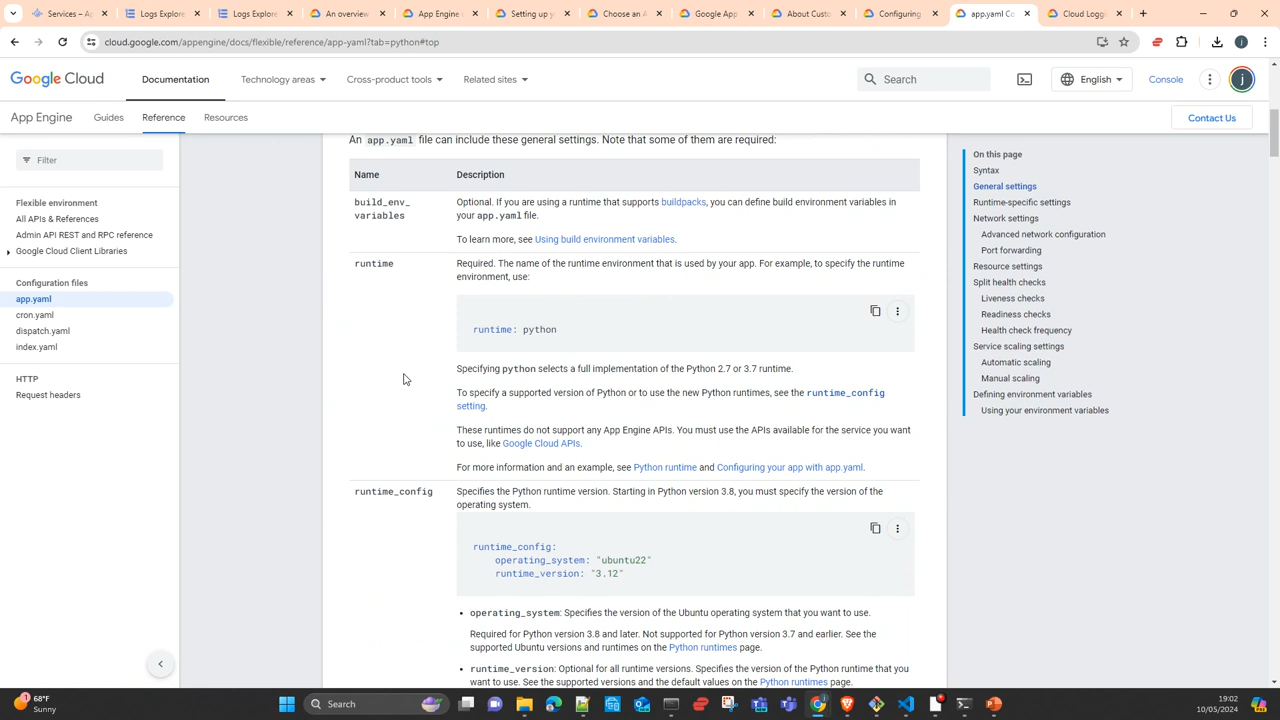 Services – A
Logs Explore
Logs Explore
An overview
App Engine
Setting up y
Choose an A
Google App
About Custo
Configuring
app.yaml Co
Cloud Logg
cloud.google.com/appengine/docs/flexible/reference/app-yaml?tab=python#top
Google Cloud
Documentation
Technology areas
Cross-product tools
Related sites
Search
English
Console
j
App Engine
Guides
Reference
Resources
Contact Us
Filter
Flexible environment
All APIs & References
Admin API REST and RPC reference
Google Cloud Client Libraries
Configuration files
app.yaml
cron.yaml
dispatch.yaml
index.yaml
HTTP
Request headers
An app.yaml file can include these general settings. Note that some of them are required:
Name
Description
build_env_
variables
Optional. If you are using a runtime that supports buildpacks, you can define build environment variables in
your app.yaml file.
To learn more, see Using build environment variables.
runtime
Required. The name of the runtime environment that is used by your app. For example, to specify the runtime
environment, use:
runtime: python
Specifying python selects a full implementation of the Python 2.7 or 3.7 runtime.
To specify a supported version of Python or to use the new Python runtimes, see the runtime_config
setting.
These runtimes do not support any App Engine APIs. You must use the APIs available for the service you want
to use, like Google Cloud APIs.
For more information and an example, see Python runtime and Configuring your app with app.yaml.
runtime_config
Specifies the Python runtime version. Starting in Python version 3.8, you must specify the version of the
operating system.
runtime_config:
operating_system: "ubuntu22"
runtime_version: "3.12"
• operating_system: Specifies the version of the Ubuntu operating system that you want to use.
Required for Python version 3.8 and later. Not supported for Python version 3.7 and earlier. See the
supported Ubuntu versions and runtimes on the Python runtimes page.
• runtime_version: Optional for all runtime versions. Specifies the version of the Python runtime that you
want to use. See the supported versions and the default values on the Python runtimes page.
On this page
Syntax
General settings
Runtime-specific settings
Network settings
Advanced network configuration
Port forwarding
Resource settings
Split health checks
Liveness checks
Readiness checks
Health check frequency
Service scaling settings
Automatic scaling
Manual scaling
Defining environment variables
Using your environment variables
1
68°F
Sunny
Search
19:02
10/05/2024